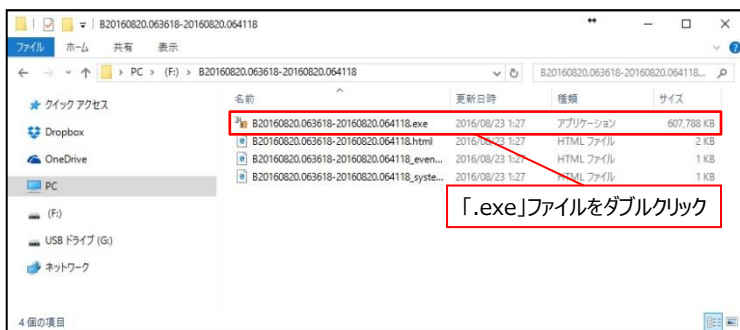 B20160820.063618-20160820.064118
ファイル ホーム 共有 表示
PC > (F:) > B20160820.063618-20160820.064118
B20160820.063618-20160820.064118...
名前 更新日時 種類 サイズ
クイック アクセス
B20160820.063618-20160820.064118.exe 2016/08/23 1:27 アプリケーション 607,788 KB
B20160820.063618-20160820.064118.html 2016/08/23 1:27 HTML ファイル 2 KB
Dropbox
B20160820.063618-20160820.064118_even... 2016/08/23 1:27 HTML ファイル 1 KB
OneDrive
B20160820.063618-20160820.064118_syste... 2016/08/23 1:27 HTML ファイル 1 KB
PC
「.exe」ファイルをダブルクリック
(F:)
USB ドライブ (G:)
ネットワーク
4 個の項目